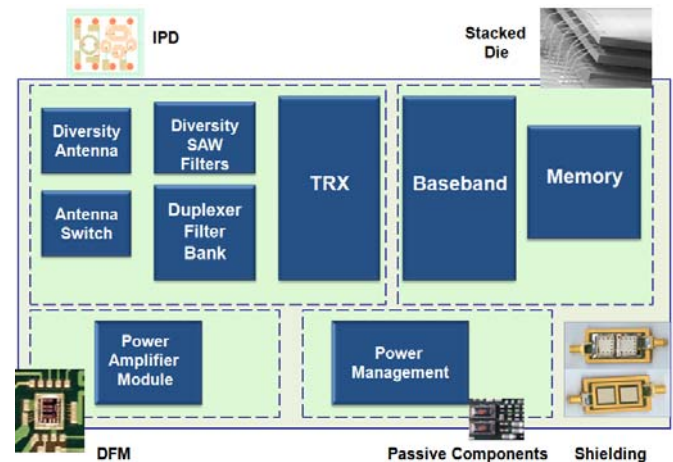 IPD
Stacked
Die
Diversity
Antenna
Diversity
SAW
Filters
TRX
Baseband
Memory
Antenna
Switch
Duplexer
Filter
Bank
Power
Amplifier
Module
Power
Management
DFM
Passive Components
Shielding